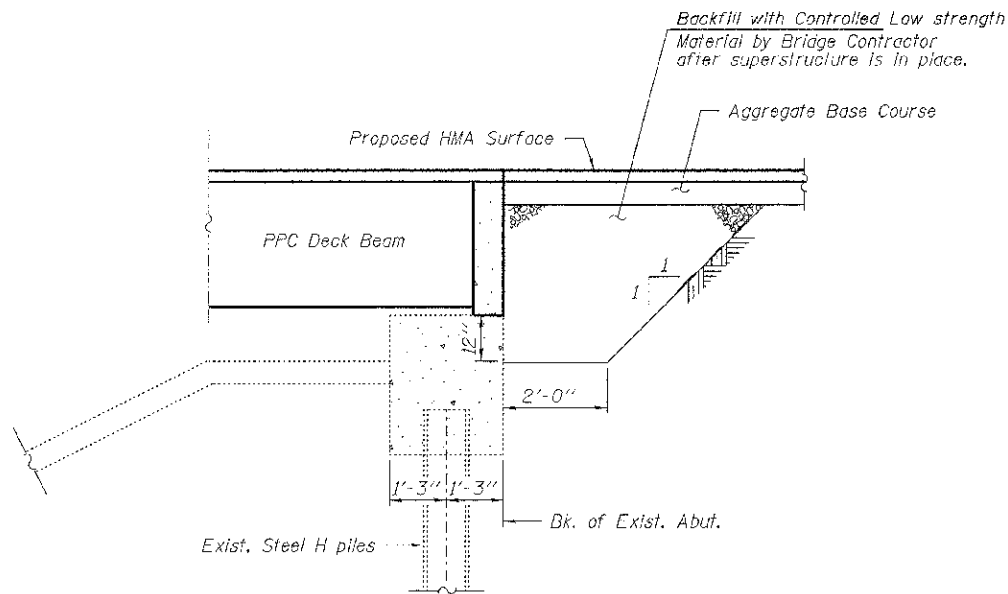 Backfill with Controlled Low strength
Material by Bridge Contractor
after superstructure is in place.
Aggregate Base Course
Proposed HMA Surface
PPC Deck Beam
1
1
12"
2'-0"
1'-3"
1'-3"
Bk. of Exist. Abut.
Exist. Steel H piles